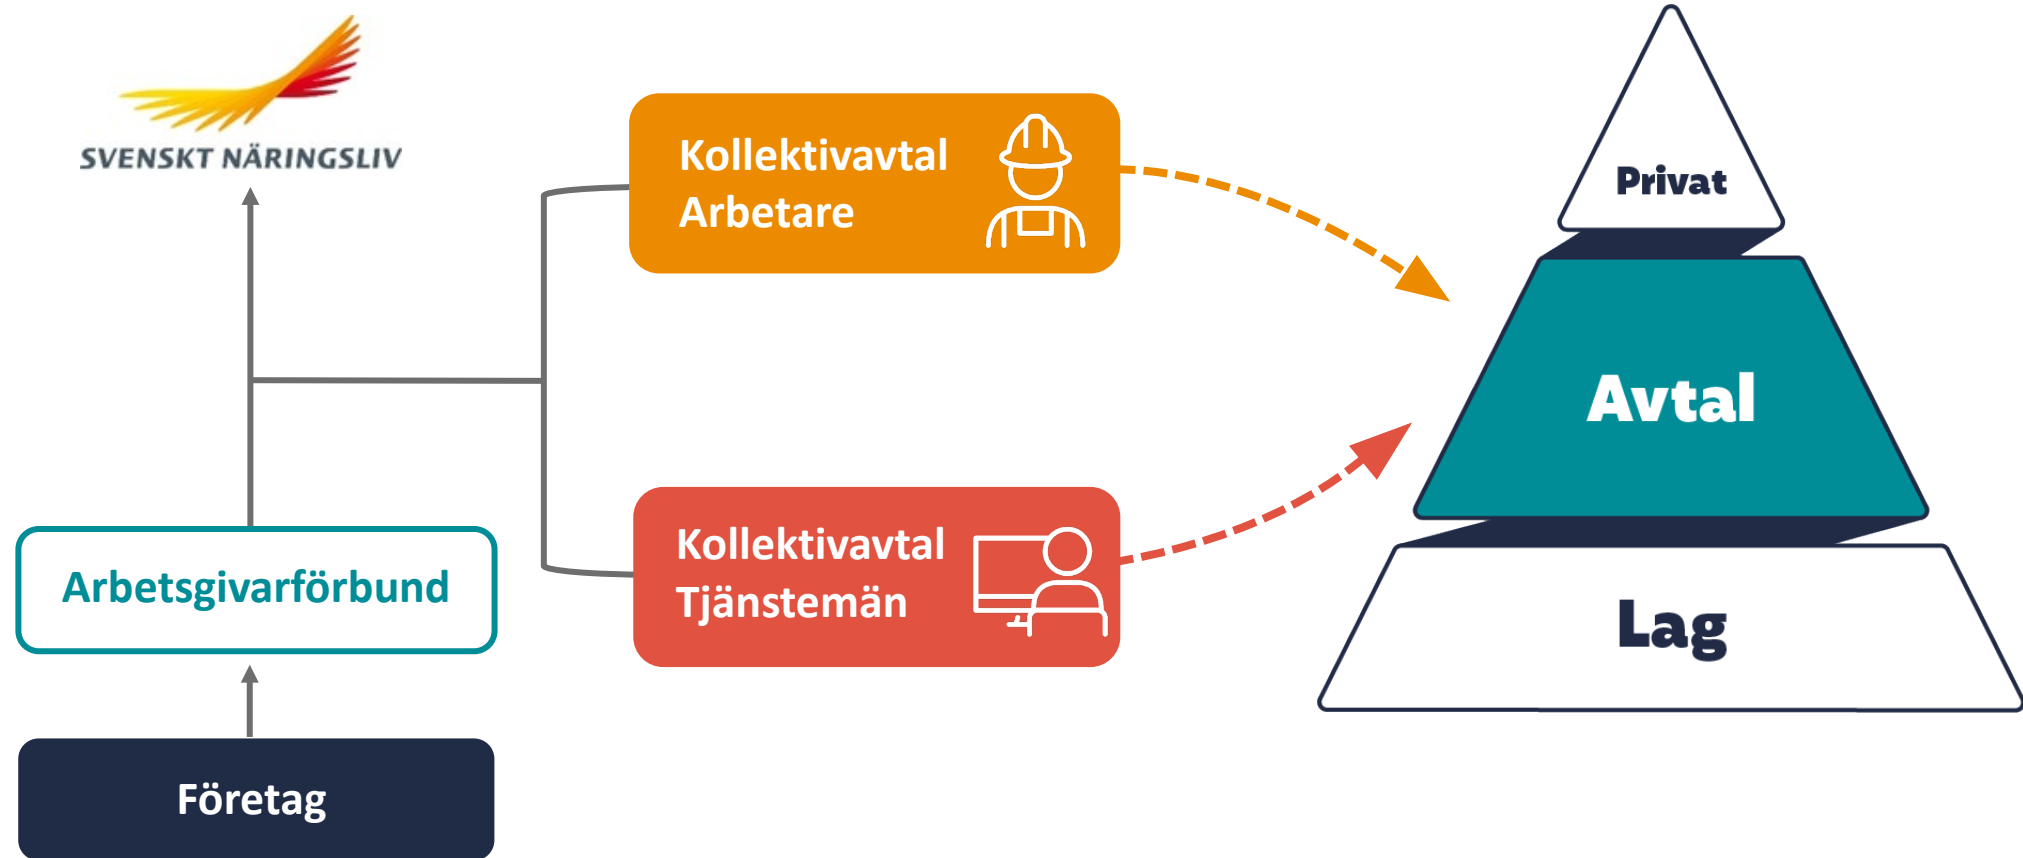 SVENSKT NÄRINGSLIV
Kollektivavtal
Arbetare
Privat
Avtal
Kollektivavtal
Tjänstemän
Arbetsgivarförbund
Lag
Företag